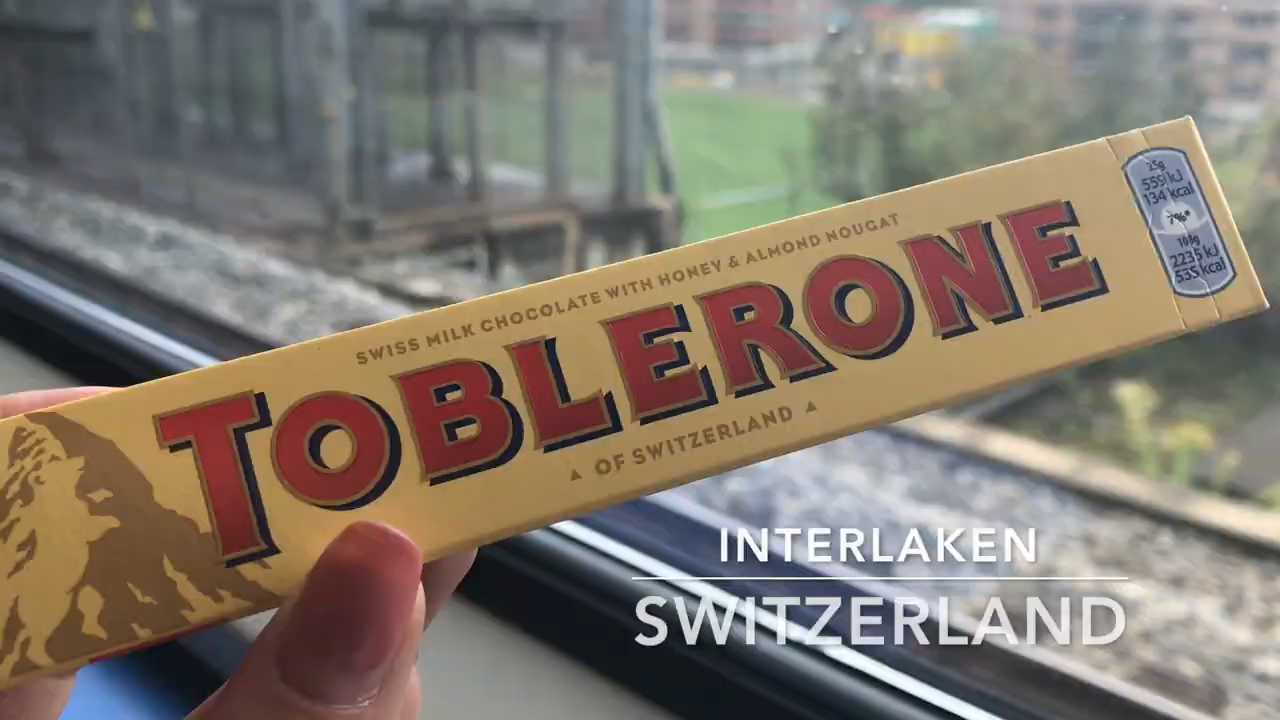 SWISS MILK CHOCOLATE WITH HONEY & ALMOND NOUGAT
TOBLERONE
OF SWITZERLAND
25g
559 kJ
134 kcal
7%*
100g
2235 kJ
535 kcal
INTERLAKEN
SWITZERLAND